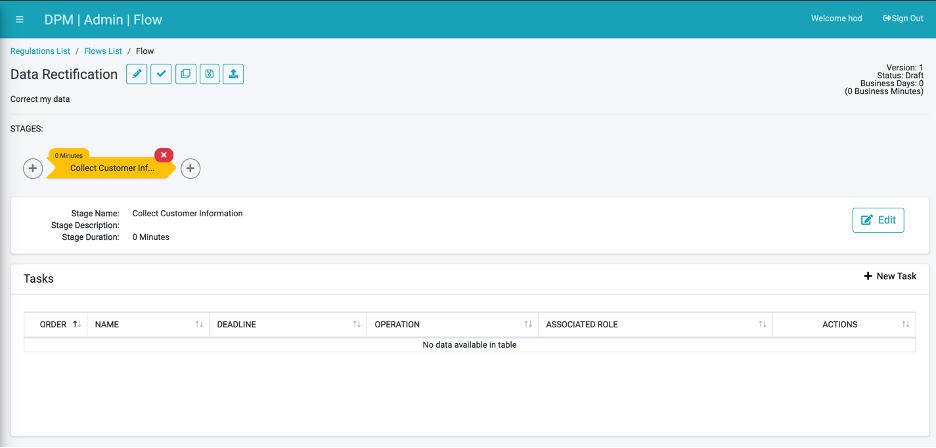 DPM | Admin | Flow
Welcome hod
Sign Out
Regulations List / Flows List / Flow
Data Rectification
Version: 1
Status: Draft
Business Days: 0
(0 Business Minutes)
Correct my data
STAGES:
0 Minutes
Collect Customer Inf...
Stage Name: Collect Customer Information
Stage Description:
Stage Duration: 0 Minutes
Edit
Tasks
New Task
ORDER NAME DEADLINE OPERATION ASSOCIATED ROLE ACTIONS
No data available in table